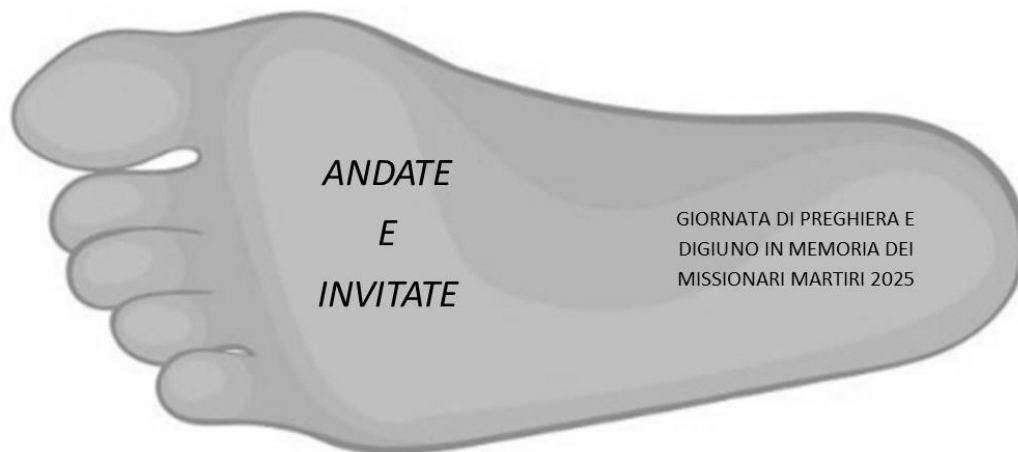 ANDATE
E
INVITATE
GIORNATA DI PREGHIERA E
DIGIUNO IN MEMORIA DEI
MISSIONARI MARTIRI 2025